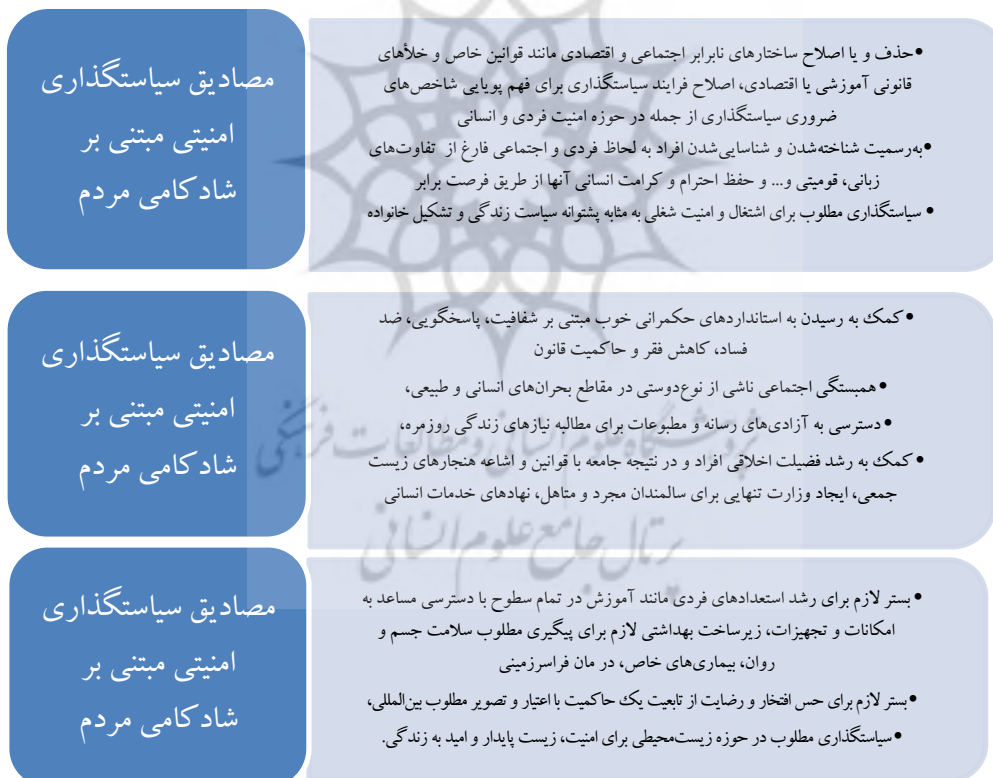 مصادیق سیاستگذاری
امنیتی مبتنی بر
شادکامی مردم
•حذف و یا اصلاح ساختارهای نابرابر اجتماعی و اقتصادی مانند قوانین خاص و خلأهای
قانونی آموزشی یا اقتصادی، اصلاح فرایند سیاستگذاری برای فهم پویایی شاخص‌های
ضروری سیاستگذاری از جمله در حوزه امنیت فردی و انسانی
•به‌رسمیت شناخته‌شدن و شناسایی‌شدن افراد به لحاظ فردی و اجتماعی فارغ از تفاوت‌های
زبانی، قومیتی و... و حفظ احترام و کرامت انسانی آنها از طریق فرصت برابر
•سیاستگذاری مطلوب برای اشتغال و امنیت شغلی به مثابه پشتوانه سیاست زندگی و تشکیل خانواده
مصادیق سیاستگذاری
امنیتی مبتنی بر
شادکامی مردم
•کمک به رسیدن به استانداردهای حکمرانی خوب مبتنی بر شفافیت، پاسخگویی، ضد
فساد، کاهش فقر و حاکمیت قانون
•همبستگی اجتماعی ناشی از نوع‌دوستی در مقاطع بحران‌های انسانی و طبیعی،
•دسترسی به آزادی‌های رسانه و مطبوعات برای مطالبه نیازهای زندگی روزمره،
•کمک به رشد فضیلت اخلاقی افراد و در نتیجه جامعه با قوانین و اشاعه هنجارهای زیست
جمعی، ایجاد وزارت تنهایی برای سالمندان مجرد و متاهل، نهادهای خدمات انسانی
پژوهشگاه علوم انسانی و مطالعات فرهنگی
پرتال جامع علوم انسانی
مصادیق سیاستگذاری
امنیتی مبتنی بر
شادکامی مردم
•بستر لازم برای رشد استعدادهای فردی مانند آموزش در تمام سطوح با دسترسی مساعد به
امکانات و تجهیزات، زیرساخت بهداشتی لازم برای پیگیری مطلوب سلامت جسم و
روان، بیماری‌های خاص، در مان فراسرزمینی
•بستر لازم برای حس افتخار و رضایت از تابعیت یک حاکمیت با اعتبار و تصویر مطلوب بین‌المللی،
•سیاستگذاری مطلوب در حوزه زیست‌محیطی برای امنیت، زیست پایدار و امید به زندگی.